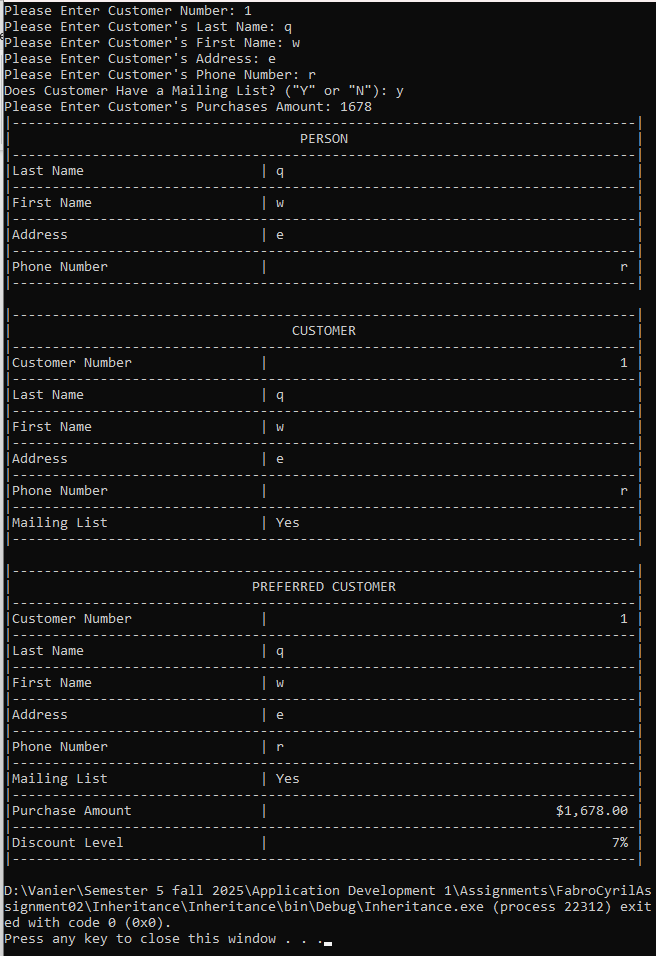 Please Enter Customer Number: 1
Please Enter Customer's Last Name: q
Please Enter Customer's First Name: w
Please Enter Customer's Address: e
Please Enter Customer's Phone Number: r
Does Customer Have a Mailing List? ("Y" or "N"): y
Please Enter Customer's Purchases Amount: 1678
|------------------------------------------------------------------------------|
| PERSON |
|------------------------------------------------------------------------------|
|Last Name | q |
|------------------------------------------------------------------------------|
|First Name | w |
|------------------------------------------------------------------------------|
|Address | e |
|------------------------------------------------------------------------------|
|Phone Number | r |
|------------------------------------------------------------------------------|
|------------------------------------------------------------------------------|
| CUSTOMER |
|------------------------------------------------------------------------------|
|Customer Number | 1 |
|------------------------------------------------------------------------------|
|Last Name | q |
|------------------------------------------------------------------------------|
|First Name | w |
|------------------------------------------------------------------------------|
|Address | e |
|------------------------------------------------------------------------------|
|Phone Number | r |
|------------------------------------------------------------------------------|
|Mailing List | Yes |
|------------------------------------------------------------------------------|
|------------------------------------------------------------------------------|
| PREFERRED CUSTOMER |
|------------------------------------------------------------------------------|
|Customer Number | 1 |
|------------------------------------------------------------------------------|
|Last Name | q |
|------------------------------------------------------------------------------|
|First Name | w |
|------------------------------------------------------------------------------|
|Address | e |
|------------------------------------------------------------------------------|
|Phone Number | r |
|------------------------------------------------------------------------------|
|Mailing List | Yes |
|------------------------------------------------------------------------------|
|Purchase Amount | $1,678.00 |
|------------------------------------------------------------------------------|
|Discount Level | 7% |
|------------------------------------------------------------------------------|
D:\Vanier\Semester 5 fall 2025\Application Development 1\Assignments\FabroCyrilAs
signment02\Inheritance\Inheritance\bin\Debug\Inheritance.exe (process 22312) exit
ed with code 0 (0x0).
Press any key to close this window . . .